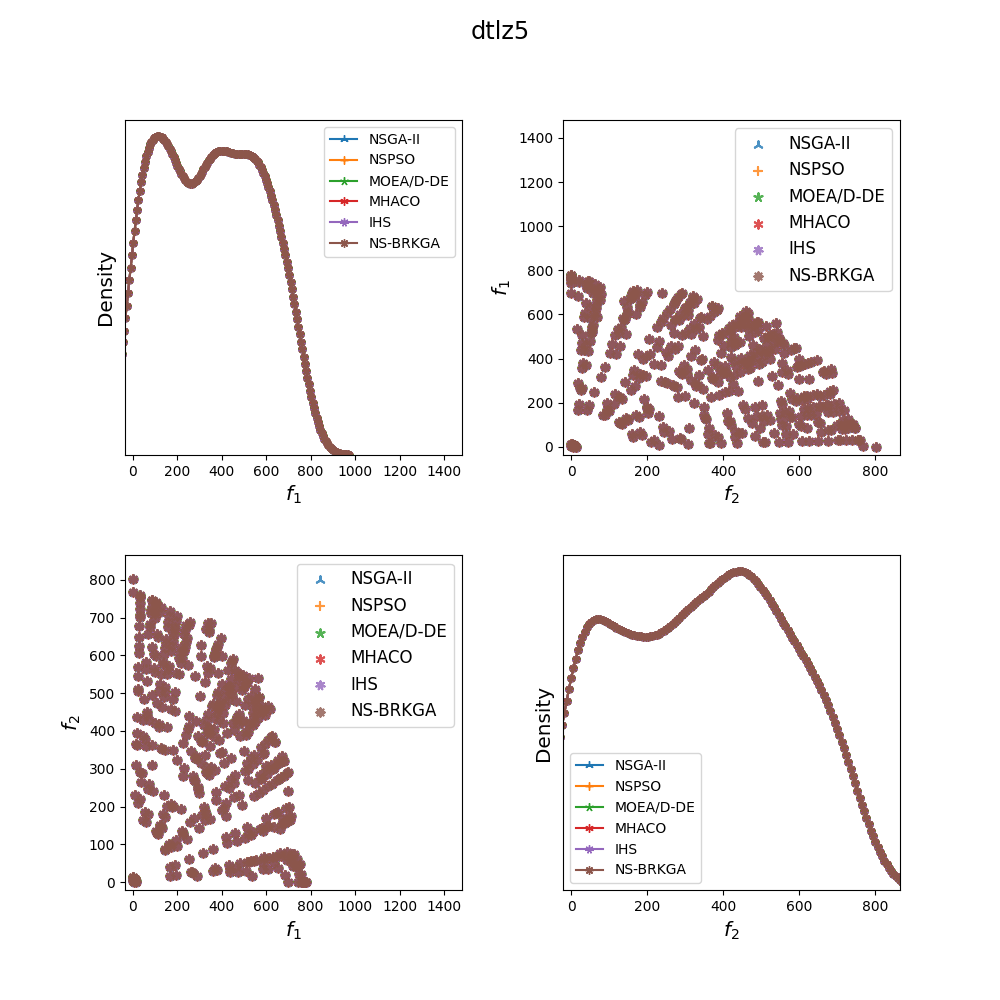 dtlz5
Density
NSGA-II
NSPSO
MOEA/D-DE
MHACO
IHS
NS-BRKGA
0 200 400 600 800 1000 1200 1400
f1
f1
1400
1200
1000
800
600
400
200
0
NSGA-II
NSPSO
MOEA/D-DE
MHACO
IHS
NS-BRKGA
0 200 400 600 800
f2
f2
800
700
600
500
400
300
200
100
0
NSGA-II
NSPSO
MOEA/D-DE
MHACO
IHS
NS-BRKGA
0 200 400 600 800 1000 1200 1400
f1
Density
NSGA-II
NSPSO
MOEA/D-DE
MHACO
IHS
NS-BRKGA
0 200 400 600 800
f2